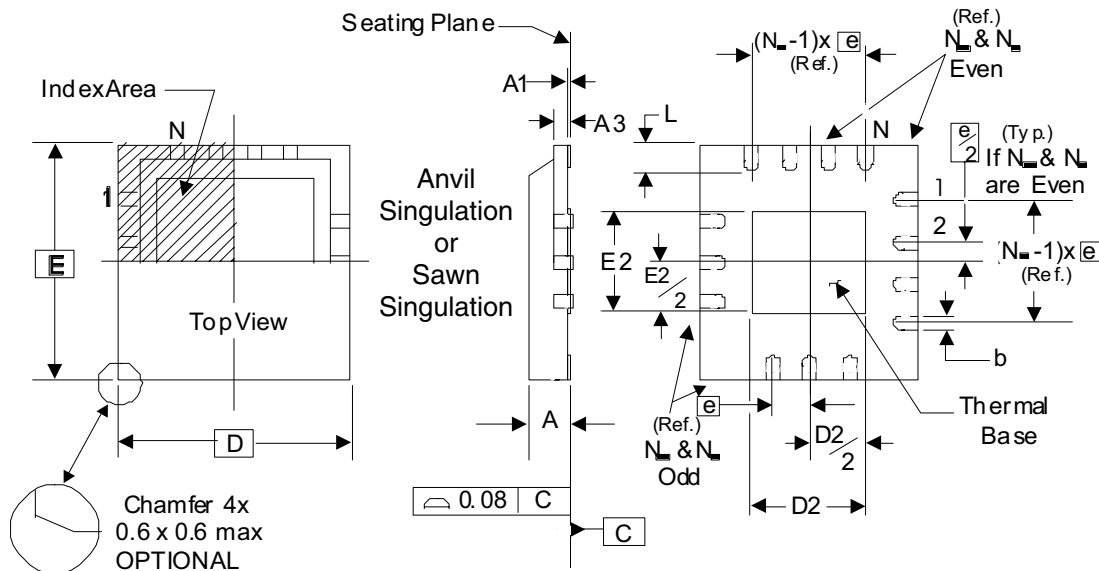 Seating Plane
Index Area
N
1
E
Top View
D
Chamfer 4x
0.6 x 0.6 max
OPTIONAL
A1
A3
L
Anvil
Singulation
or
Sawn
Singulation
A
0.08 C
C
(N -1)x e
(Ref.)
(Ref.)
N & N
Even
N
e/2
(Typ.)
If N & N
are Even
1
2
(N -1)x e
(Ref.)
b
E2
E2/2
Thermal
Base
e
(Ref.)
N & N
Odd
D2/2
D2